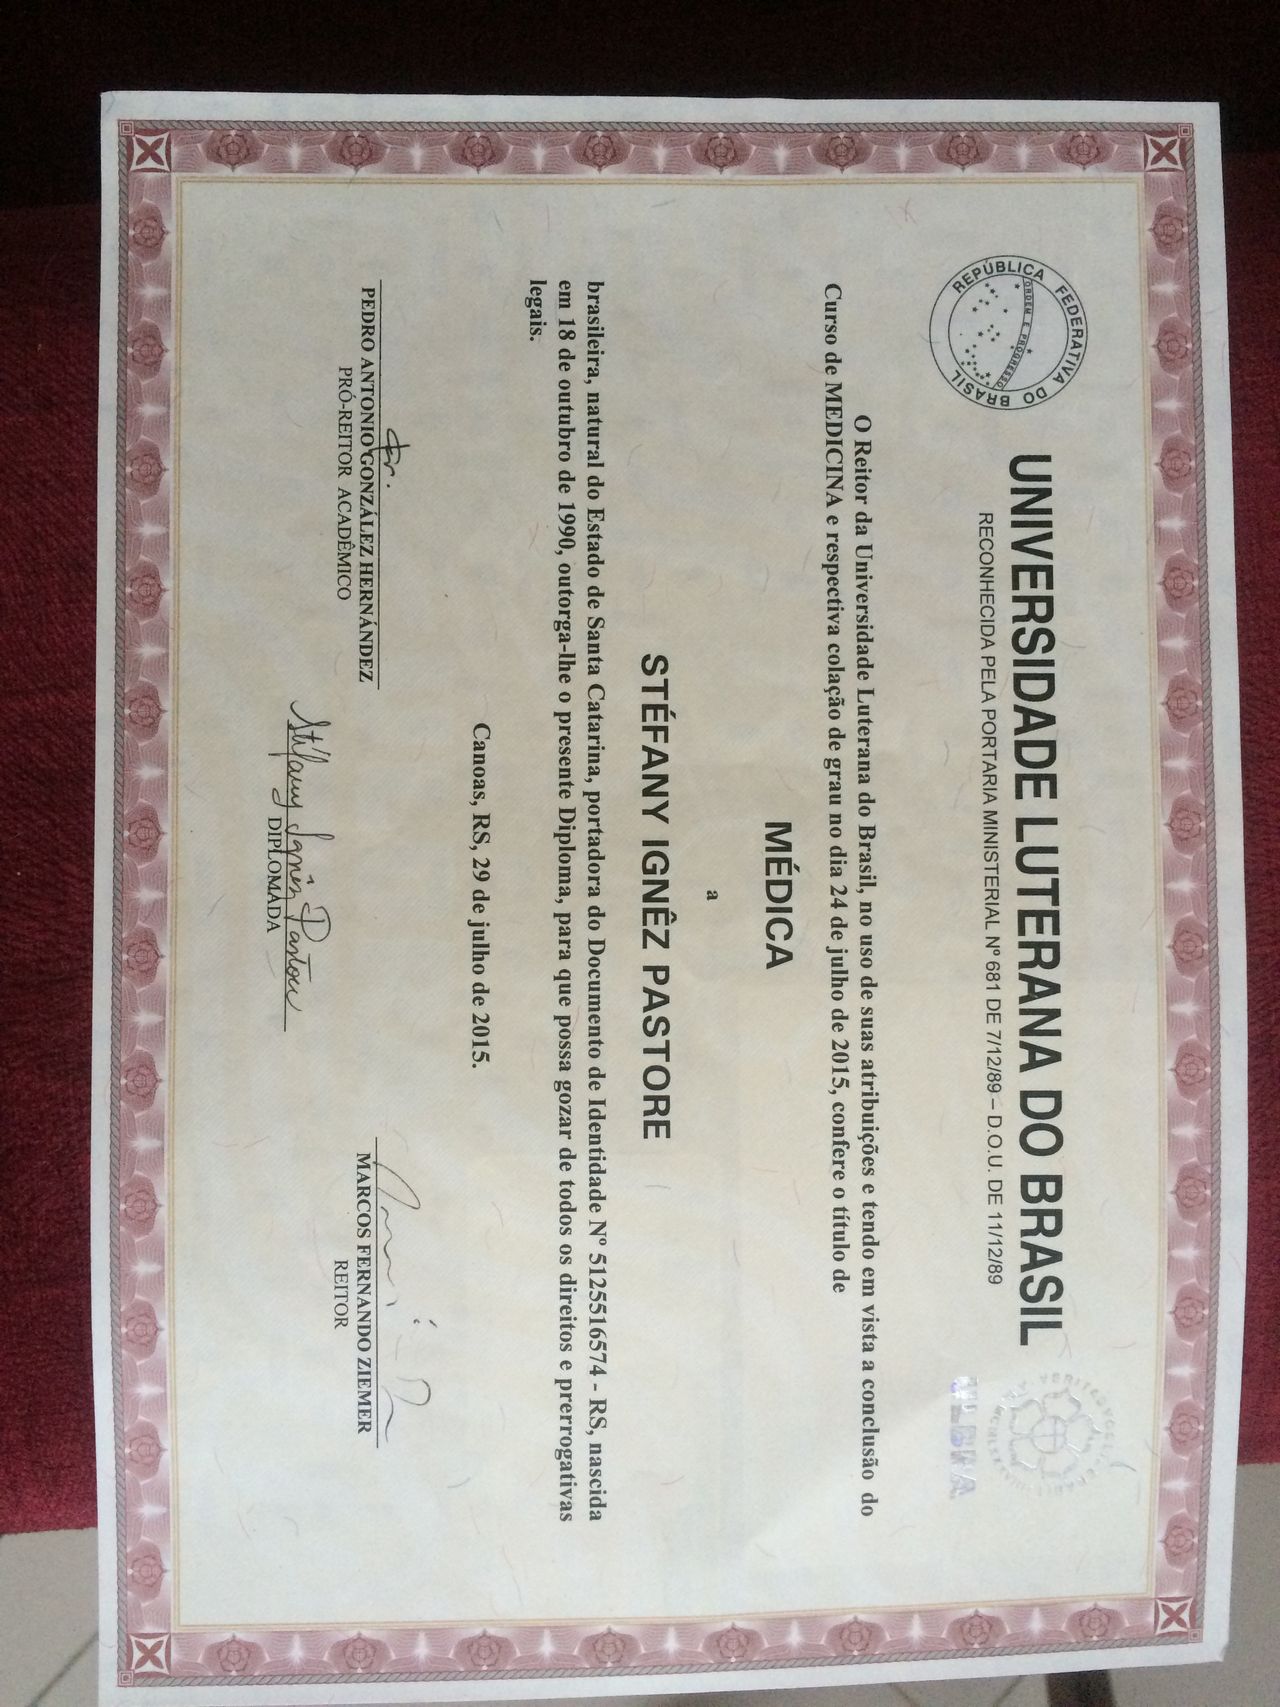 REPÚBLICA FEDERATIVA DO BRASIL
ORDEM E PROGRESSO
UNIVERSIDADE LUTERANA DO BRASIL
RECONHECIDA PELA PORTARIA MINISTERIAL Nº 681 DE 7/12/89 – D.O.U. DE 11/12/89
ULBRA
O Reitor da Universidade Luterana do Brasil, no uso de suas atribuições e tendo em vista a conclusão do
Curso de MEDICINA e respectiva colação de grau no dia 24 de julho de 2015, confere o título de
MÉDICA
a
STÉFANY IGNÊZ PASTORE
brasileira, natural do Estado de Santa Catarina, portadora do Documento de Identidade Nº 5125516574 - RS, nascida
em 18 de outubro de 1990, outorga-lhe o presente Diploma, para que possa gozar de todos os direitos e prerrogativas
legais.
Canoas, RS, 29 de julho de 2015.
PEDRO ANTONIO GONZÁLEZ HERNÁNDEZ
PRÓ-REITOR ACADÊMICO
MARCOS FERNANDO ZIEMER
REITOR
Stéfany Ignêz Pastore
DIPLOMADA